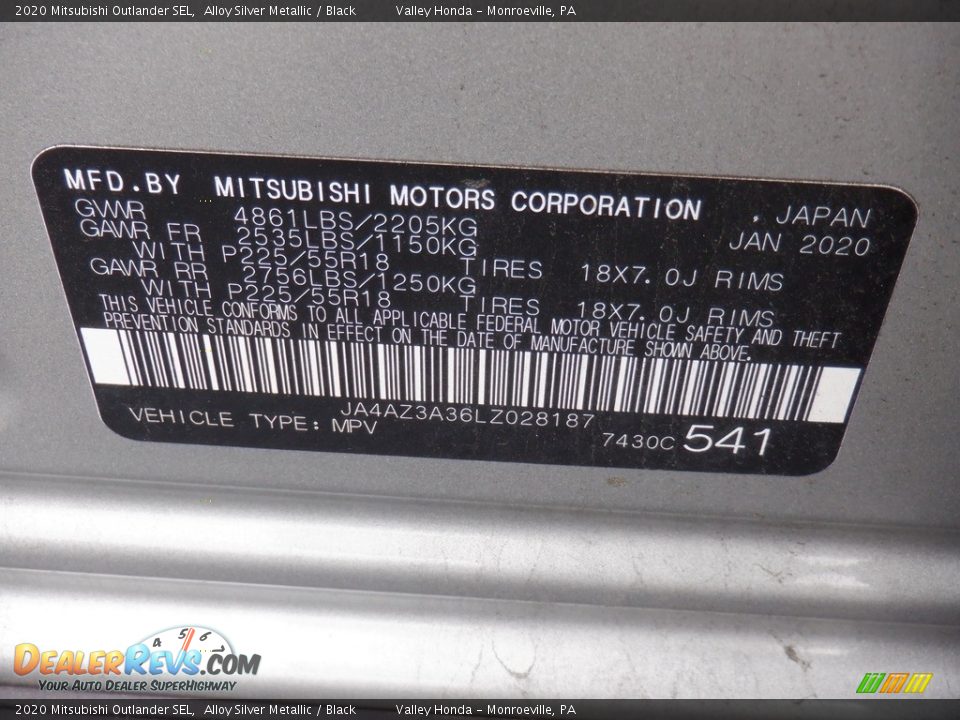 2020 Mitsubishi Outlander SEL, Alloy Silver Metallic / Black Valley Honda - Monroeville, PA
MFD.BY MITSUBISHI MOTORS CORPORATION . JAPAN
GVWR 4861LBS/2205KG JAN 2020
GAWR FR 2535LBS/1150KG
WITH P225/55R18 TIRES 18X7.0J RIMS
GAWR RR 2756LBS/1250KG
WITH P225/55R18 TIRES 18X7.0J RIMS
THIS VEHICLE CONFORMS TO ALL APPLICABLE FEDERAL MOTOR VEHICLE SAFETY AND THEFT
PREVENTION STANDARDS IN EFFECT ON THE DATE OF MANUFACTURE SHOWN ABOVE.
JA4AZ3A36LZ028187
VEHICLE TYPE: MPV 7430C 541
4 5 6
DealerRevs.com
Your Auto Dealer SuperHighway
2020 Mitsubishi Outlander SEL, Alloy Silver Metallic / Black Valley Honda - Monroeville, PA